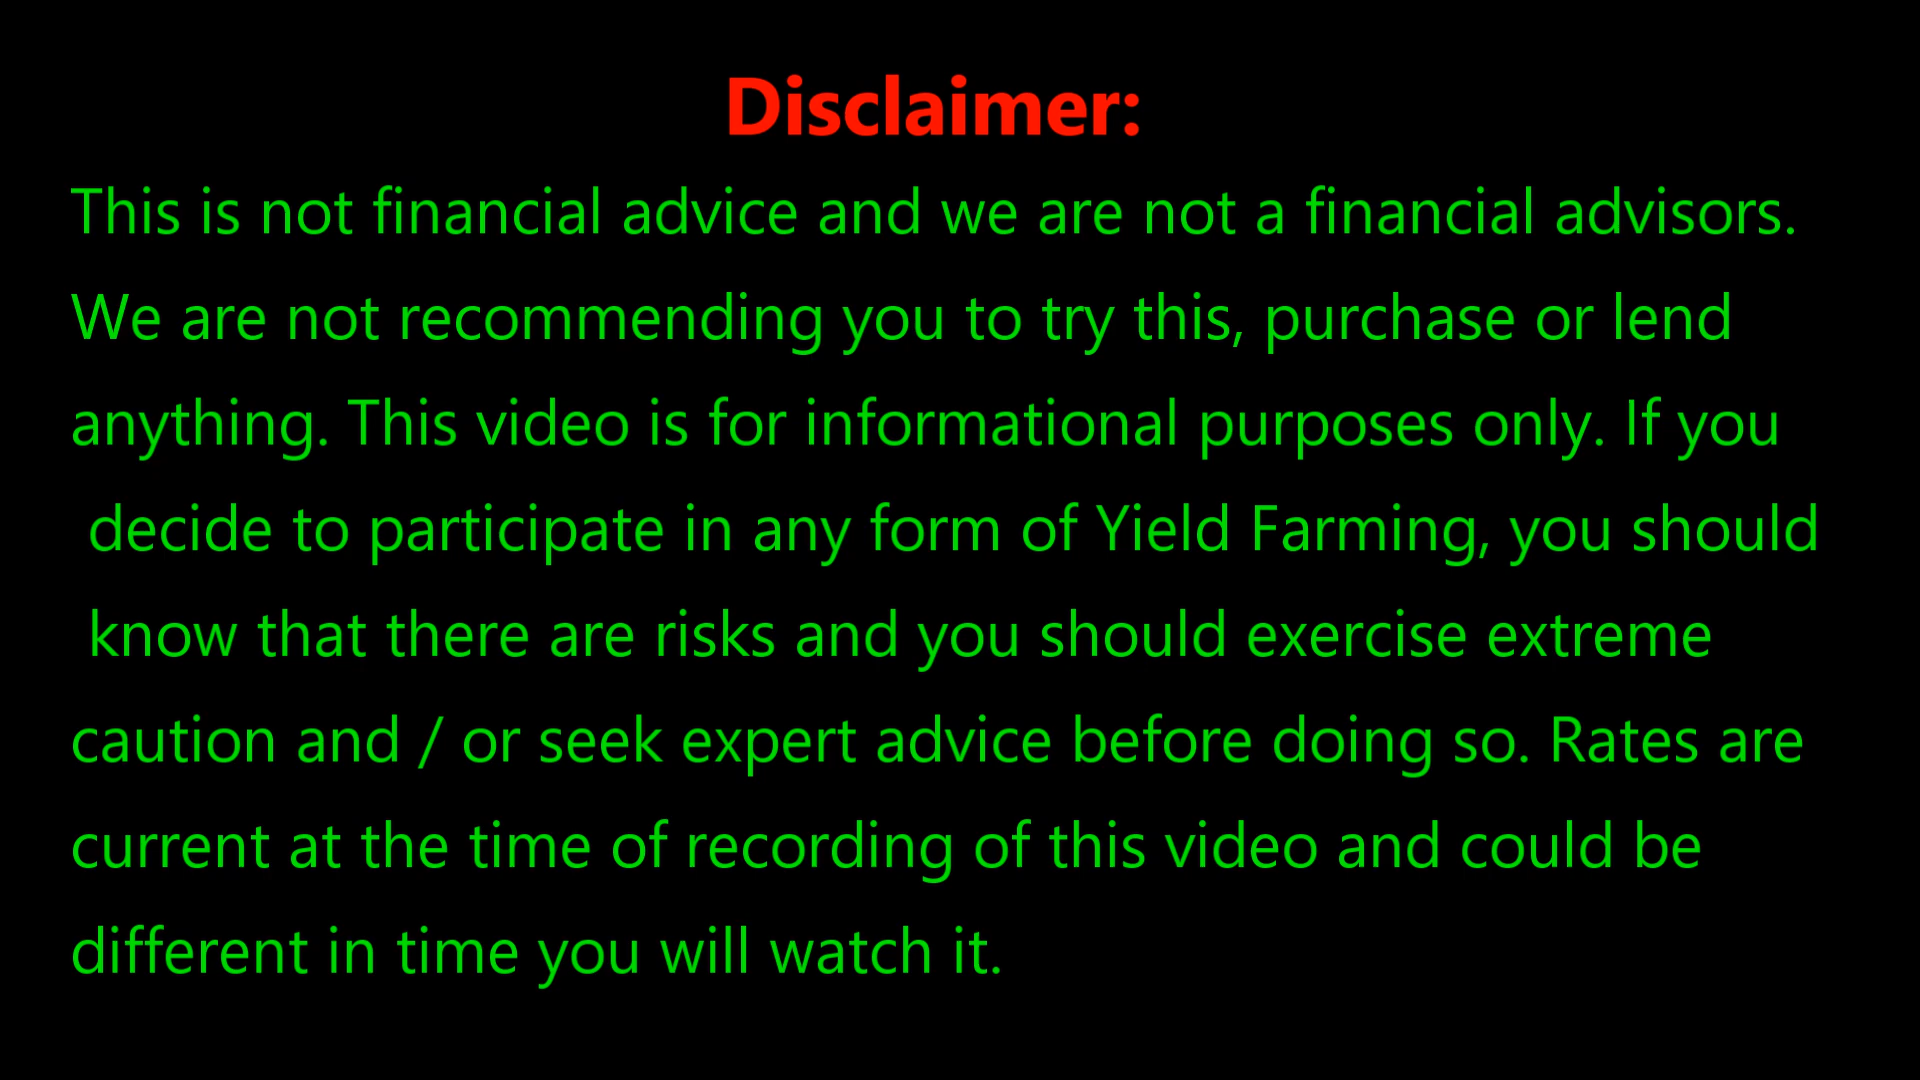 Disclaimer:
This is not financial advice and we are not a financial advisors.
We are not recommending you to try this, purchase or lend
anything. This video is for informational purposes only. If you
decide to participate in any form of Yield Farming, you should
know that there are risks and you should exercise extreme
caution and / or seek expert advice before doing so. Rates are
current at the time of recording of this video and could be
different in time you will watch it.